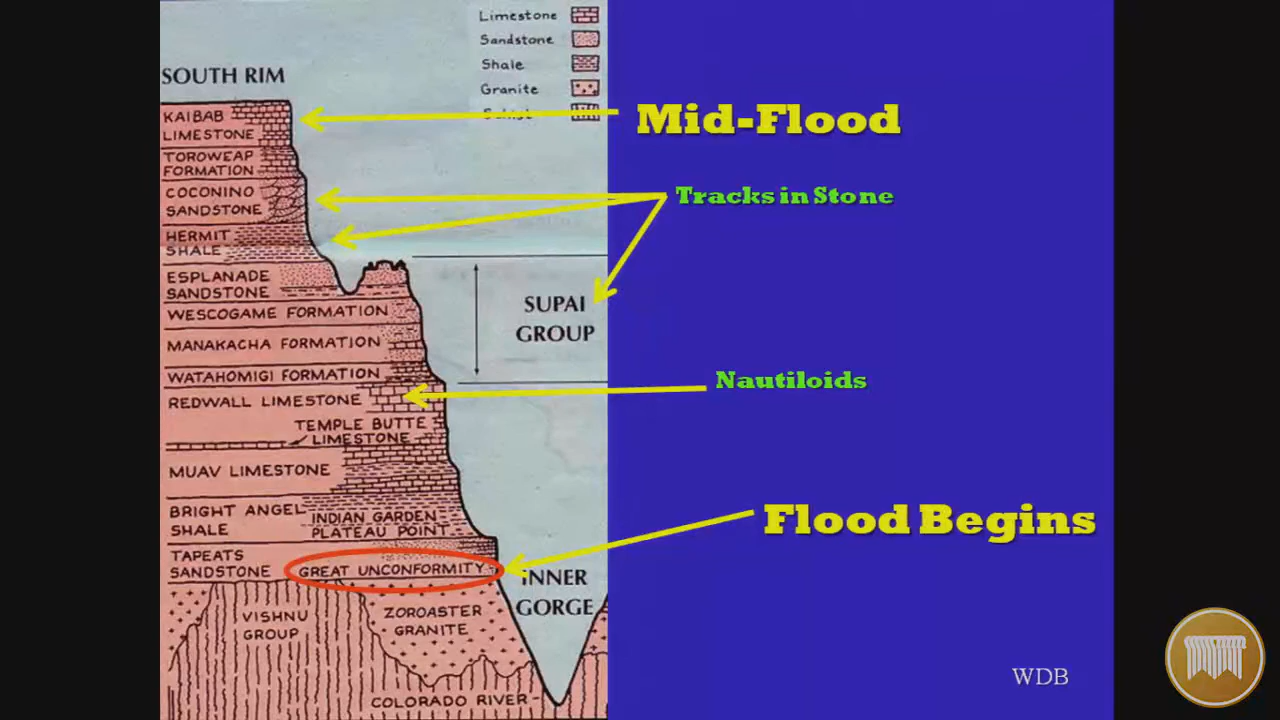 Limestone
Sandstone
Shale
Granite
SOUTH RIM
KAIBAB
LIMESTONE
TOROWEAP
FORMATION
COCONINO
SANDSTONE
HERMIT
SHALE
ESPLANADE
SANDSTONE
WESCOGAME FORMATION
MANAKACHA FORMATION
WATAHOMIGI FORMATION
REDWALL LIMESTONE
TEMPLE BUTTE
LIMESTONE
MUAV LIMESTONE
BRIGHT ANGEL
SHALE
INDIAN GARDEN
PLATEAU POINT
TAPEATS
SANDSTONE
GREAT UNCONFORMITY
VISHNU
GROUP
ZOROASTER
GRANITE
COLORADO RIVER
SUPAI
GROUP
INNER
GORGE
Mid-Flood
Tracks in Stone
Nautiloids
Flood Begins
WDB